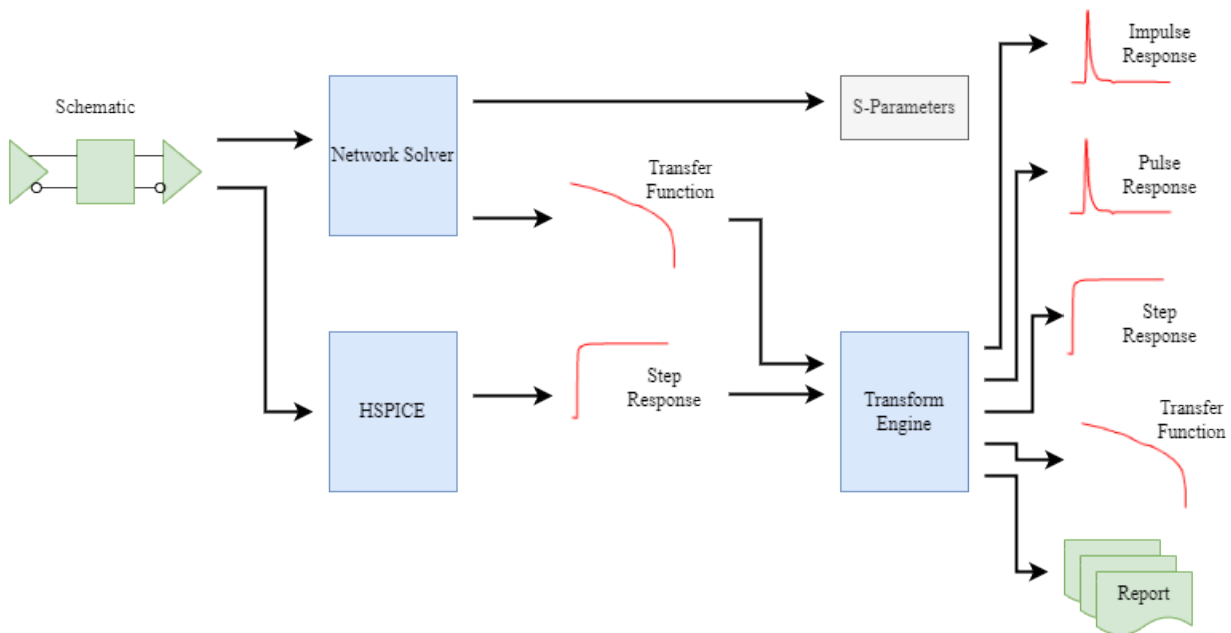 Schematic
Network Solver
HSPICE
Transfer
Function
Step
Response
S-Parameters
Transform
Engine
Impulse
Response
Pulse
Response
Step
Response
Transfer
Function
Report